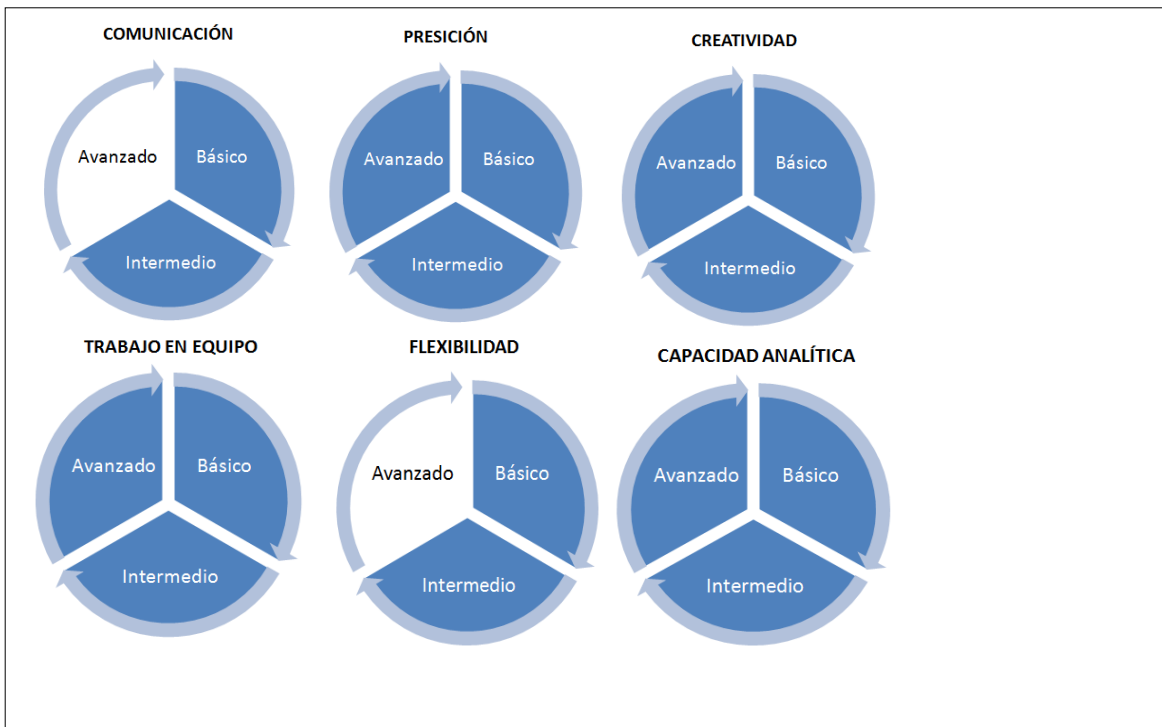 COMUNICACIÓN
Avanzado
Básico
Intermedio
PRESICIÓN
Avanzado
Básico
Intermedio
CREATIVIDAD
Avanzado
Básico
Intermedio
TRABAJO EN EQUIPO
Avanzado
Básico
Intermedio
FLEXIBILIDAD
Avanzado
Básico
Intermedio
CAPACIDAD ANALÍTICA
Avanzado
Básico
Intermedio